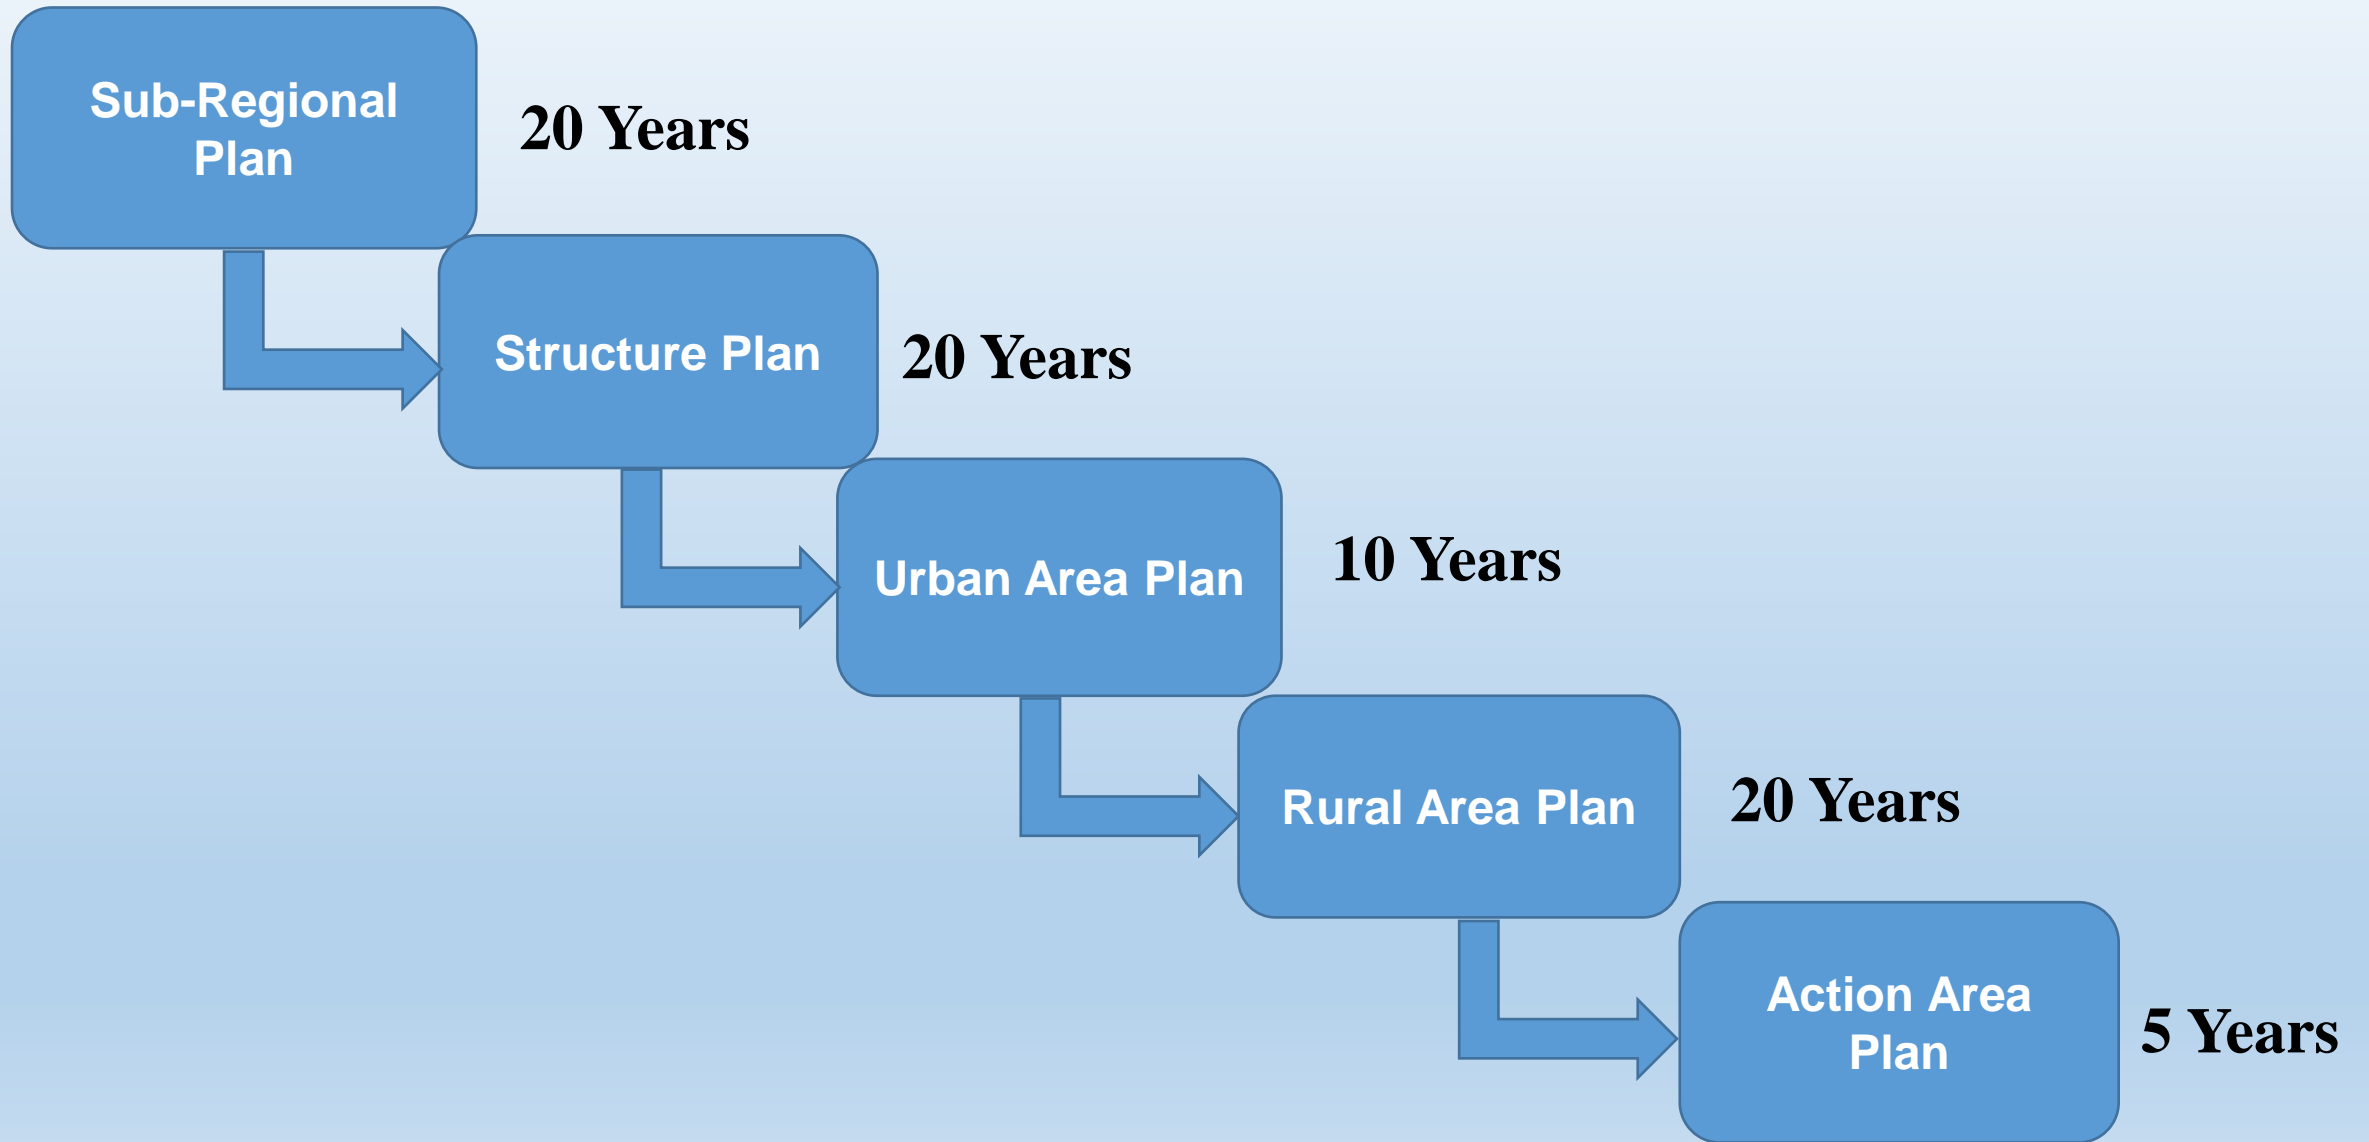 Sub-Regional
Plan
20 Years
Structure Plan
20 Years
Urban Area Plan
10 Years
Rural Area Plan
20 Years
Action Area
Plan
5 Years